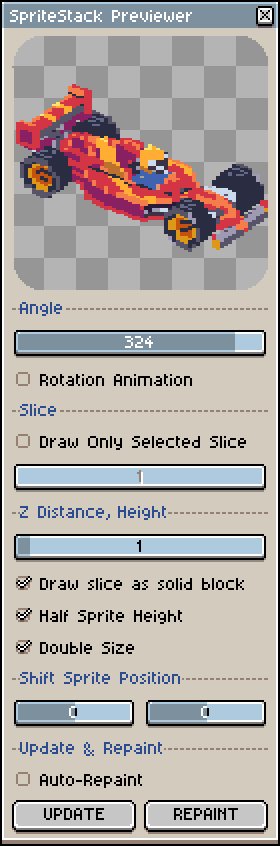 SpriteStack Previewer
Angle
324
Rotation Animation
Slice
Draw Only Selected Slice
1
Z Distance, Height
1
Draw slice as solid block
Half Sprite Height
Double Size
Shift Sprite Position
0 0
Update & Repaint
Auto-Repaint
UPDATE REPAINT